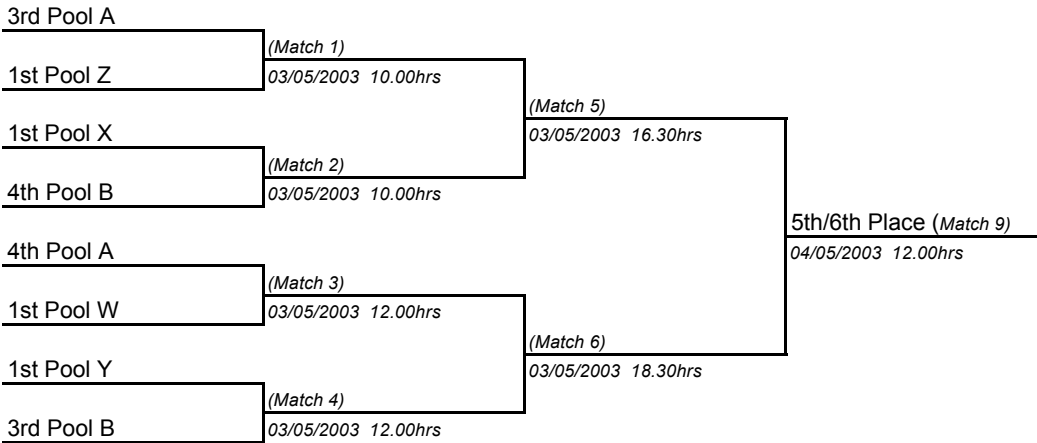 3rd Pool A
(Match 1)
1st Pool Z
03/05/2003 10.00hrs
(Match 5)
1st Pool X
03/05/2003 16.30hrs
(Match 2)
4th Pool B
03/05/2003 10.00hrs
5th/6th Place (Match 9)
4th Pool A
04/05/2003 12.00hrs
(Match 3)
1st Pool W
03/05/2003 12.00hrs
(Match 6)
1st Pool Y
03/05/2003 18.30hrs
(Match 4)
3rd Pool B
03/05/2003 12.00hrs